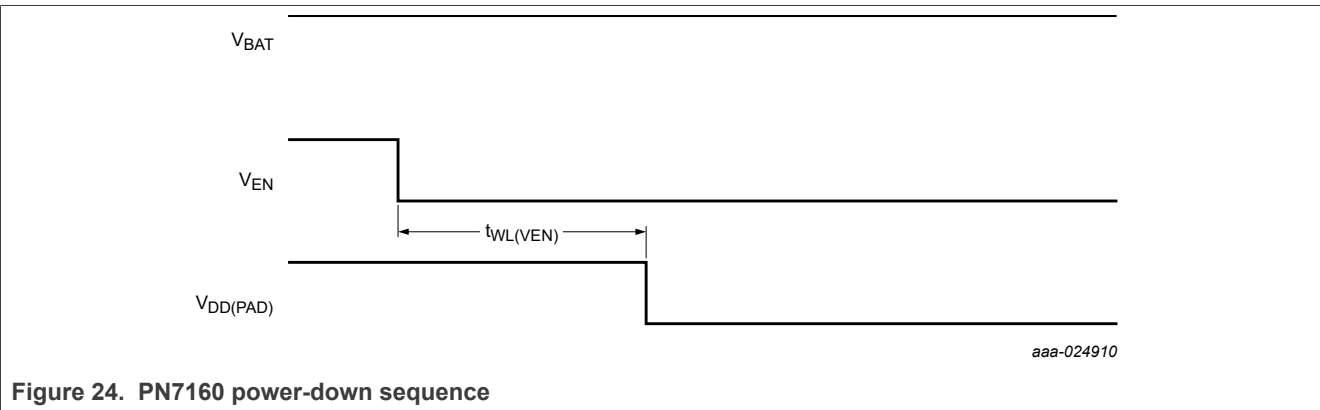 VBAT
VEN
tWL(VEN)
VDD(PAD)
aaa-024910
Figure 24. PN7160 power-down sequence